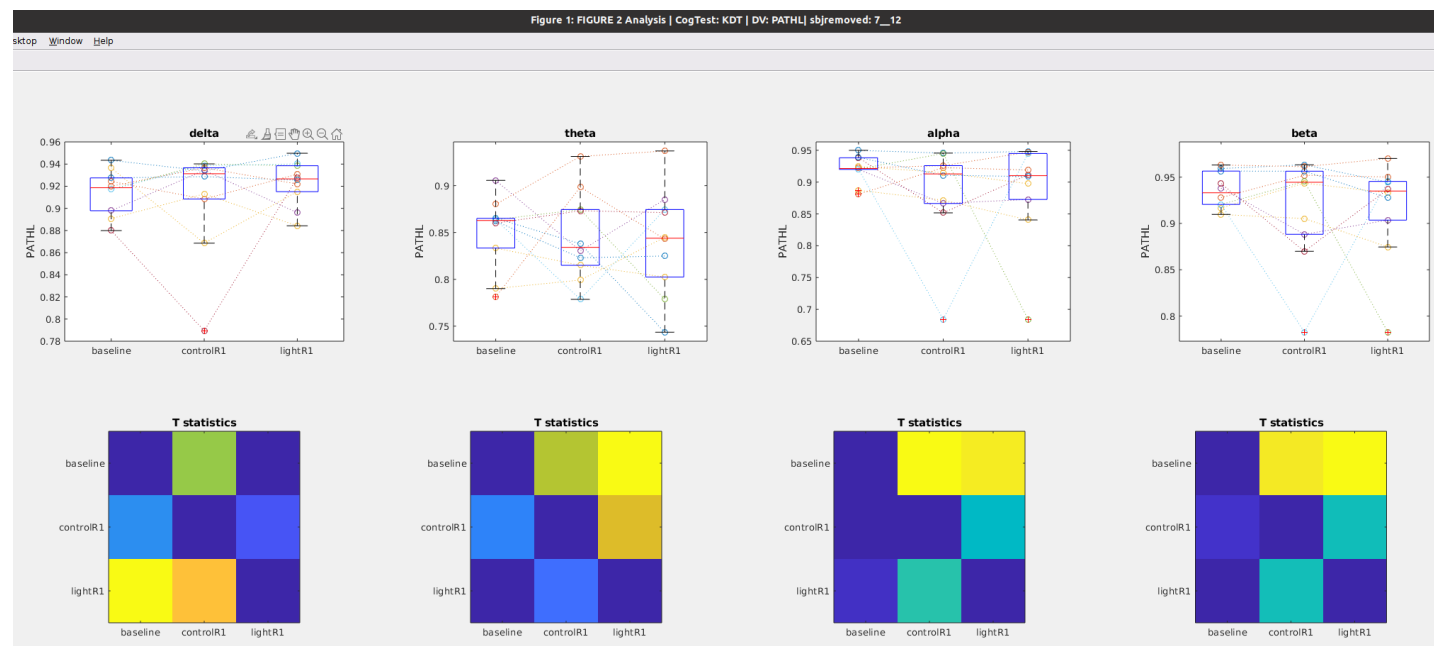 Figure 1: FIGURE 2 Analysis | CogTest: KDT | DV: PATHL| sbjremoved: 7__12
sktop Window Help
delta
theta
alpha
beta
0.96
0.94
0.92
0.9
0.88
0.86
0.84
0.82
0.8
0.78
PATHL
baseline controlR1 lightR1
0.9
0.85
0.8
0.75
PATHL
baseline controlR1 lightR1
0.95
0.9
0.85
0.8
0.75
0.7
0.65
PATHL
baseline controlR1 lightR1
0.95
0.9
0.85
0.8
PATHL
baseline controlR1 lightR1
T statistics
baseline
controlR1
lightR1
baseline controlR1 lightR1
T statistics
baseline
controlR1
lightR1
baseline controlR1 lightR1
T statistics
baseline
controlR1
lightR1
baseline controlR1 lightR1
T statistics
baseline
controlR1
lightR1
baseline controlR1 lightR1